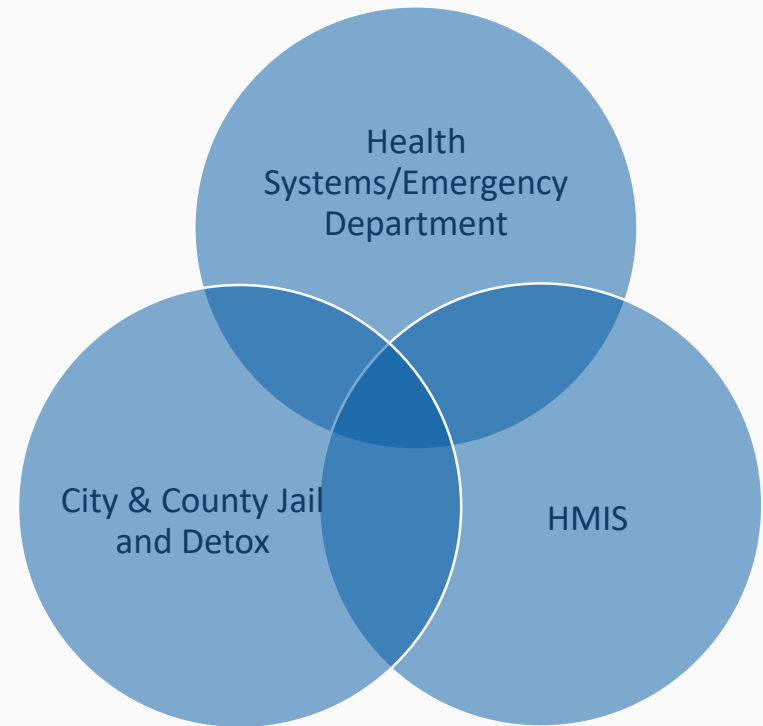 Health
Systems/Emergency
Department
City & County Jail
and Detox
HMIS